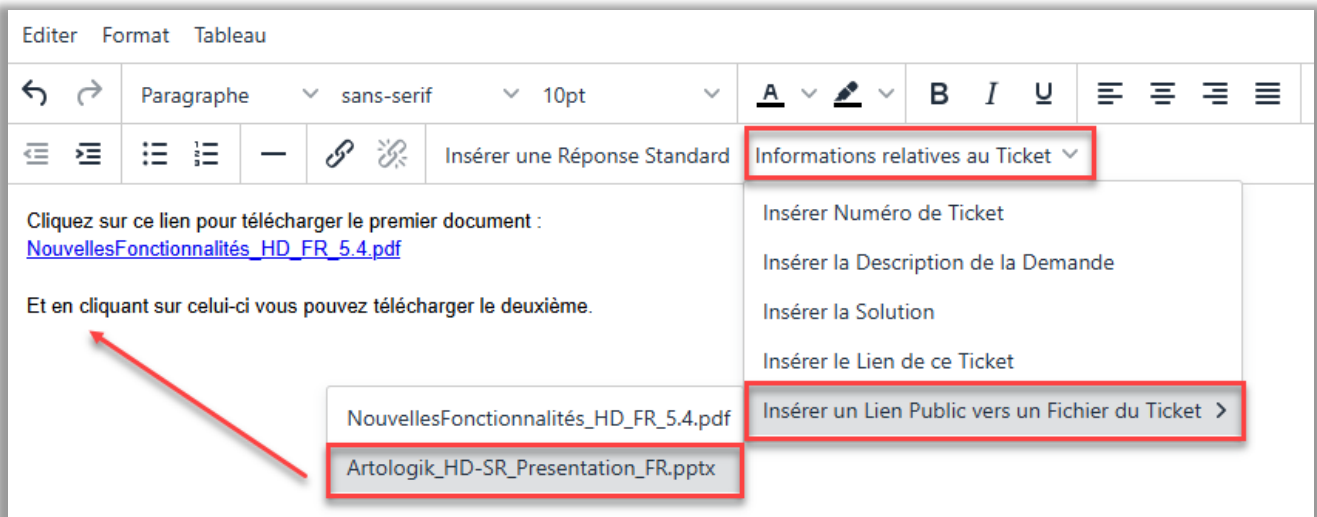 Editer Format Tableau
Paragraphe sans-serif 10pt A B I U
Insérer une Réponse Standard Informations relatives au Ticket
Cliquez sur ce lien pour télécharger le premier document :
NouvellesFonctionnalités_HD_FR_5.4.pdf
Et en cliquant sur celui-ci vous pouvez télécharger le deuxième.
Insérer Numéro de Ticket
Insérer la Description de la Demande
Insérer la Solution
Insérer le Lien de ce Ticket
Insérer un Lien Public vers un Fichier du Ticket
NouvellesFonctionnalités_HD_FR_5.4.pdf
Artologik_HD-SR_Presentation_FR.pptx